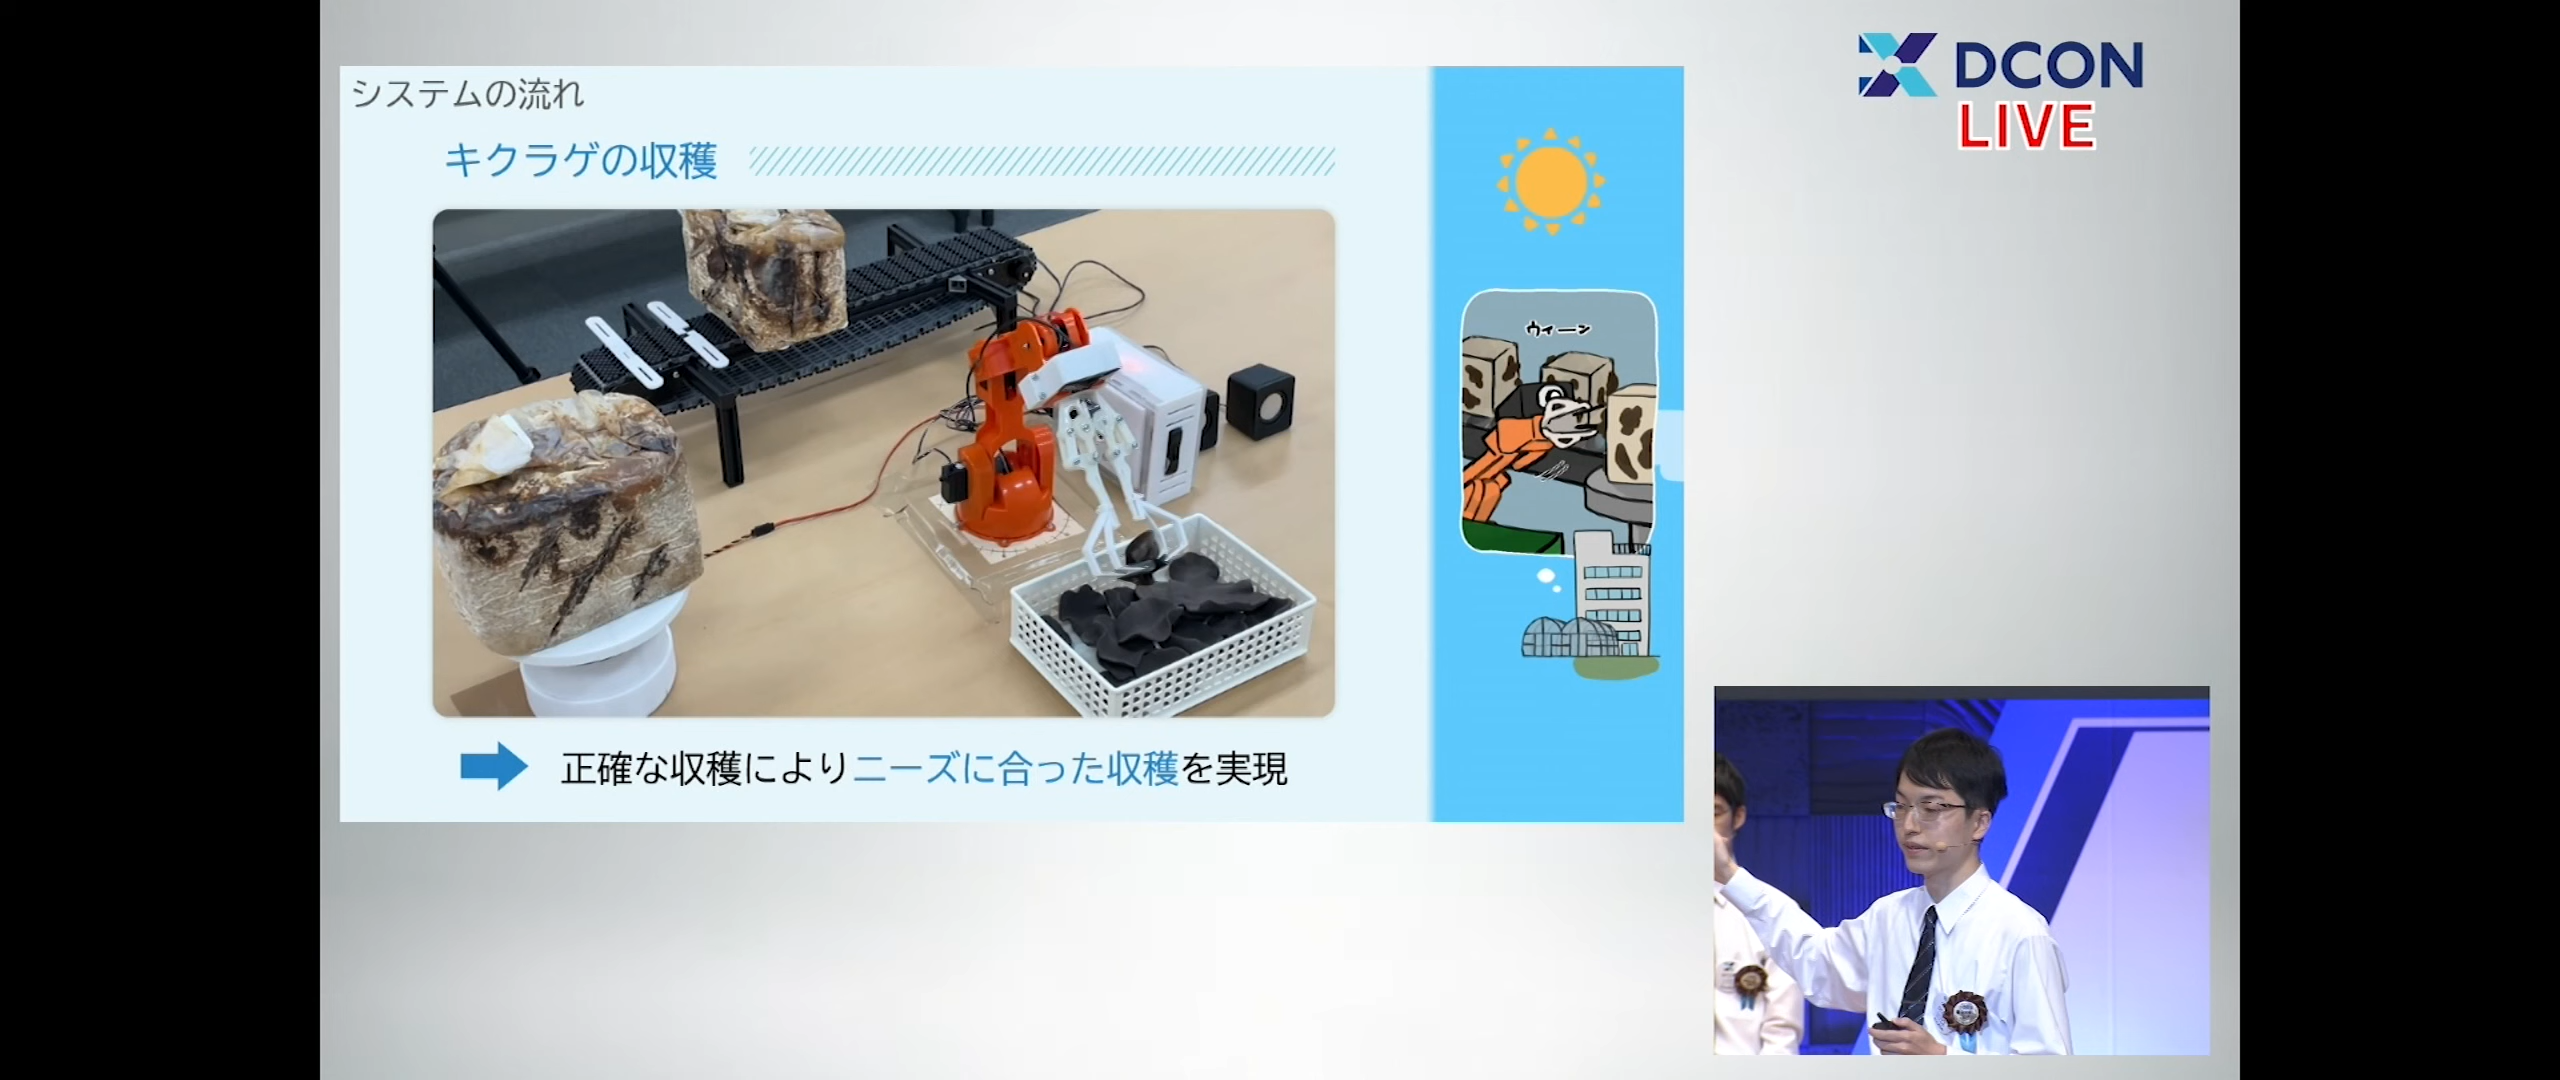 システムの流れ
キクラゲの収穫
ウィーン
正確な収穫によりニーズに合った収穫を実現
DCON
LIVE